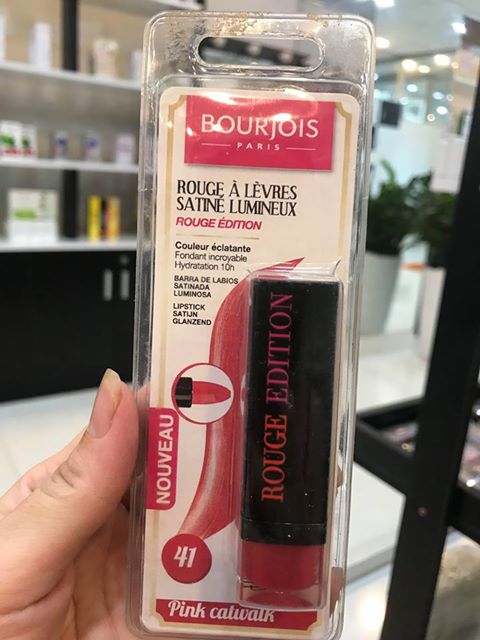 BOURJOIS
PARIS
ROUGE À LÈVRES
SATINÉ LUMINEUX
ROUGE ÉDITION
Couleur éclatante
Fondant incroyable
Hydratation 10h
BARRA DE LABIOS
SATINADA
LUMINOSA
LIPSTICK
SATIJN
GLANZEND
NOUVEAU
ROUGE EDITION
41
Pink catwalk